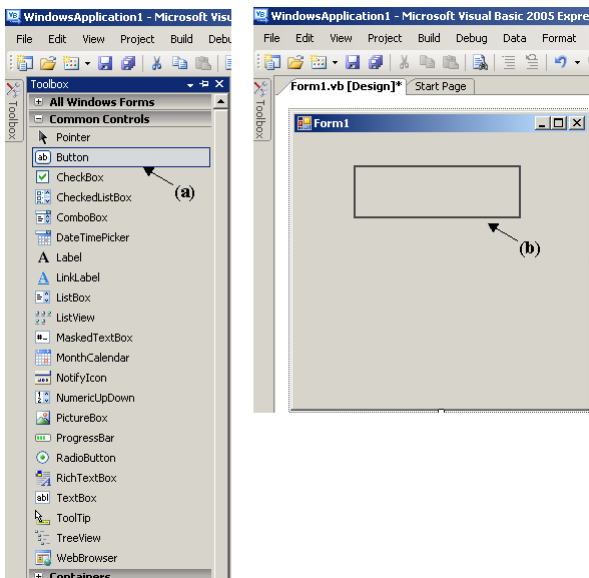 WindowsApplication1 - Microsoft Visu
File Edit View Project Build Debu
Toolbox
Toolbox
All Windows Forms
Common Controls
Pointer
Button
CheckBox
(a)
CheckedListBox
ComboBox
DateTimePicker
Label
LinkLabel
ListBox
ListView
MaskedTextBox
MonthCalendar
NotifyIcon
NumericUpDown
PictureBox
ProgressBar
RadioButton
RichTextBox
TextBox
ToolTip
TreeView
WebBrowser
Containers
WindowsApplication1 - Microsoft Visual Basic 2005 Expre
File Edit View Project Build Debug Data Format
Toolbox
Form1.vb [Design]* Start Page
Form1
(b)